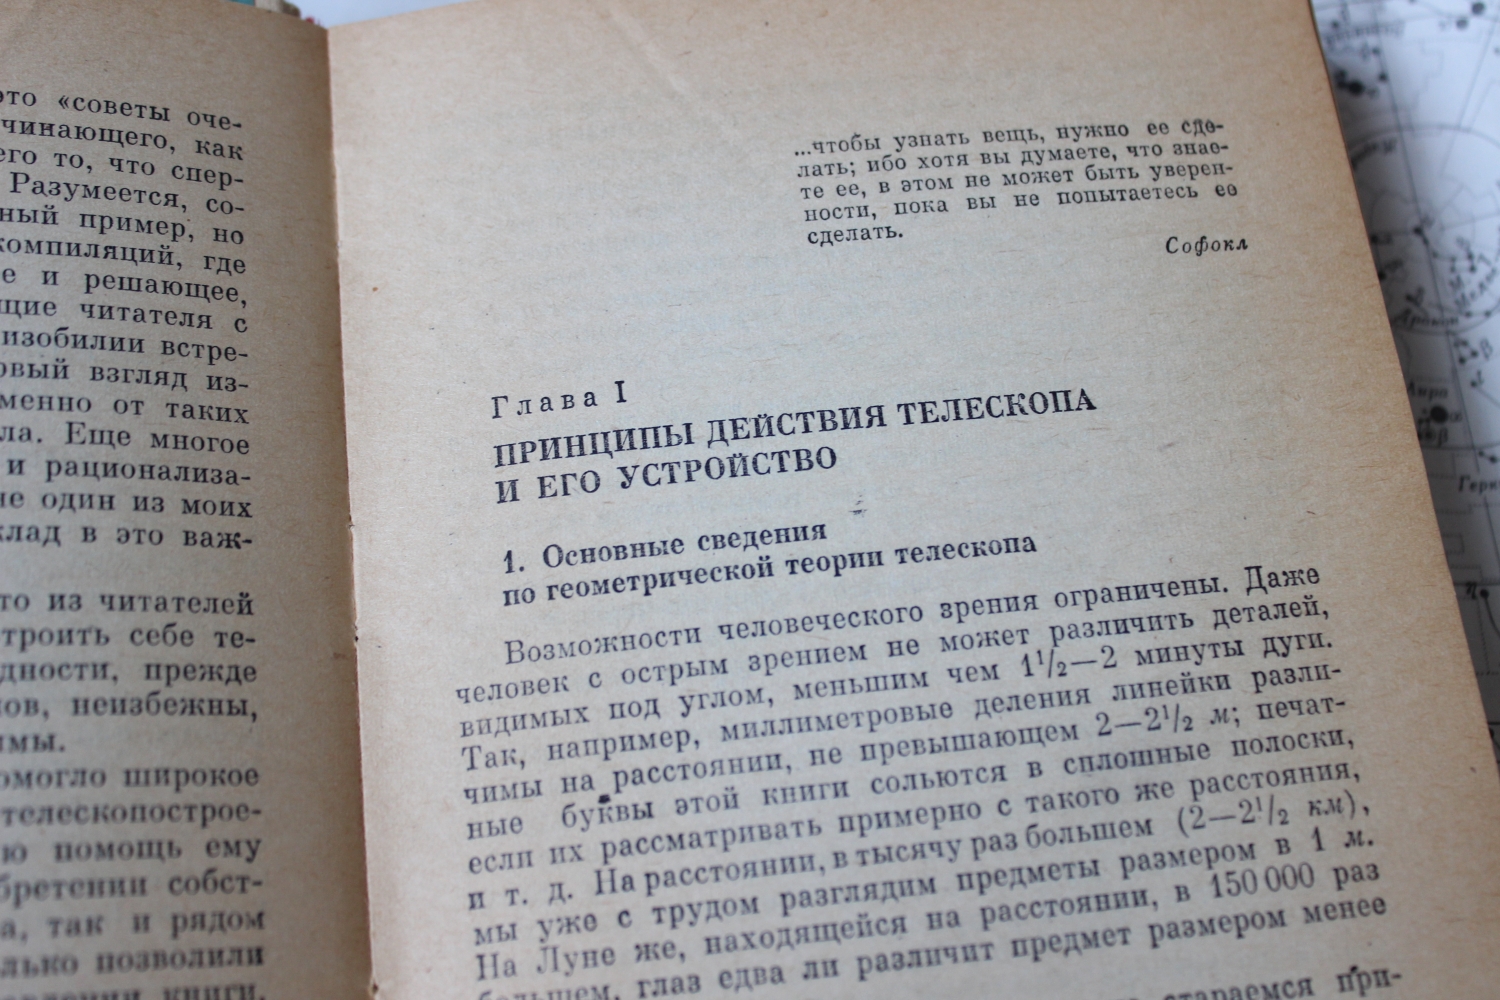 это «советы оче-
чинающего, как
его то, что спер-
Разумеется, со-
ный пример, но
компиляций, где
е и решающее,
щие читателя с
изобилии встре-
рвый взгляд из-
менно от таких
ла. Еще многое
и рационализа-
не один из моих
клад в это важ-
то из читателей
троить себе те-
дности, прежде
ов, неизбежны,
имы.
омогло широкое
телескопострое-
ю помощь ему
бретении собст-
а, так и рядом
лько позволили
книги.
...чтобы узнать вещь, нужно ее сде-
лать; ибо хотя вы думаете, что знае-
те ее, в этом не может быть уверен-
ности, пока вы не попытаетесь ее
сделать.
Софокл
Глава I
ПРИНЦИПЫ ДЕЙСТВИЯ ТЕЛЕСКОПА
И ЕГО УСТРОЙСТВО
1. Основные сведения
по геометрической теории телескопа
Возможности человеческого зрения ограничены. Даже
человек с острым зрением не может различить деталей,
видимых под углом, меньшим чем 1¹/₂—2 минуты дуги.
Так, например, миллиметровые деления линейки разли-
чимы на расстоянии, не превышающем 2—2¹/₂ м; печат-
ные буквы этой книги сольются в сплошные полоски,
если их рассматривать примерно с такого же расстояния,
и т. д. На расстоянии, в тысячу раз большем (2—2¹/₂ км),
мы уже с трудом разглядим предметы размером в 1 м.
На Луне же, находящейся на расстоянии, в 150 000 раз
большем, глаз едва ли различит предмет размером менее
стараемся при-
Дракон
Лира
α
β
η